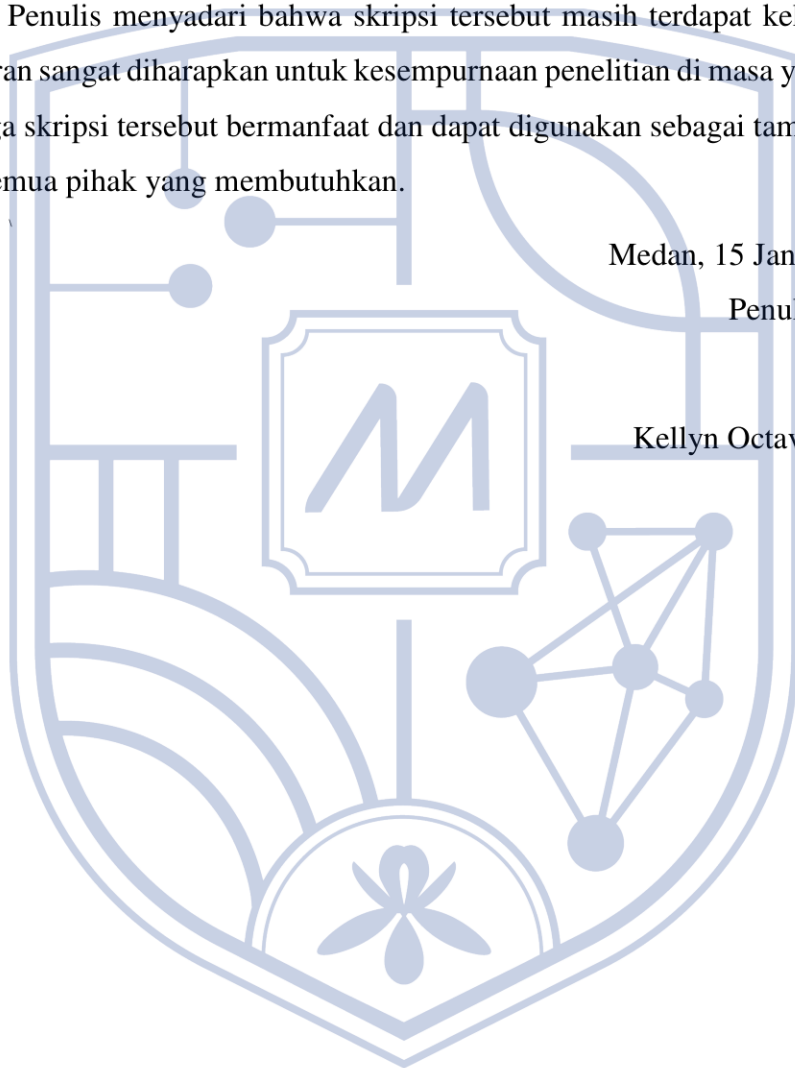 Penulis menyadari bahwa skripsi tersebut masih terdapat kel
ran sangat diharapkan untuk kesempurnaan penelitian di masa y
ga skripsi tersebut bermanfaat dan dapat digunakan sebagai tam
emua pihak yang membutuhkan.
Medan, 15 Jan
Penul
M
Kellyn Octav